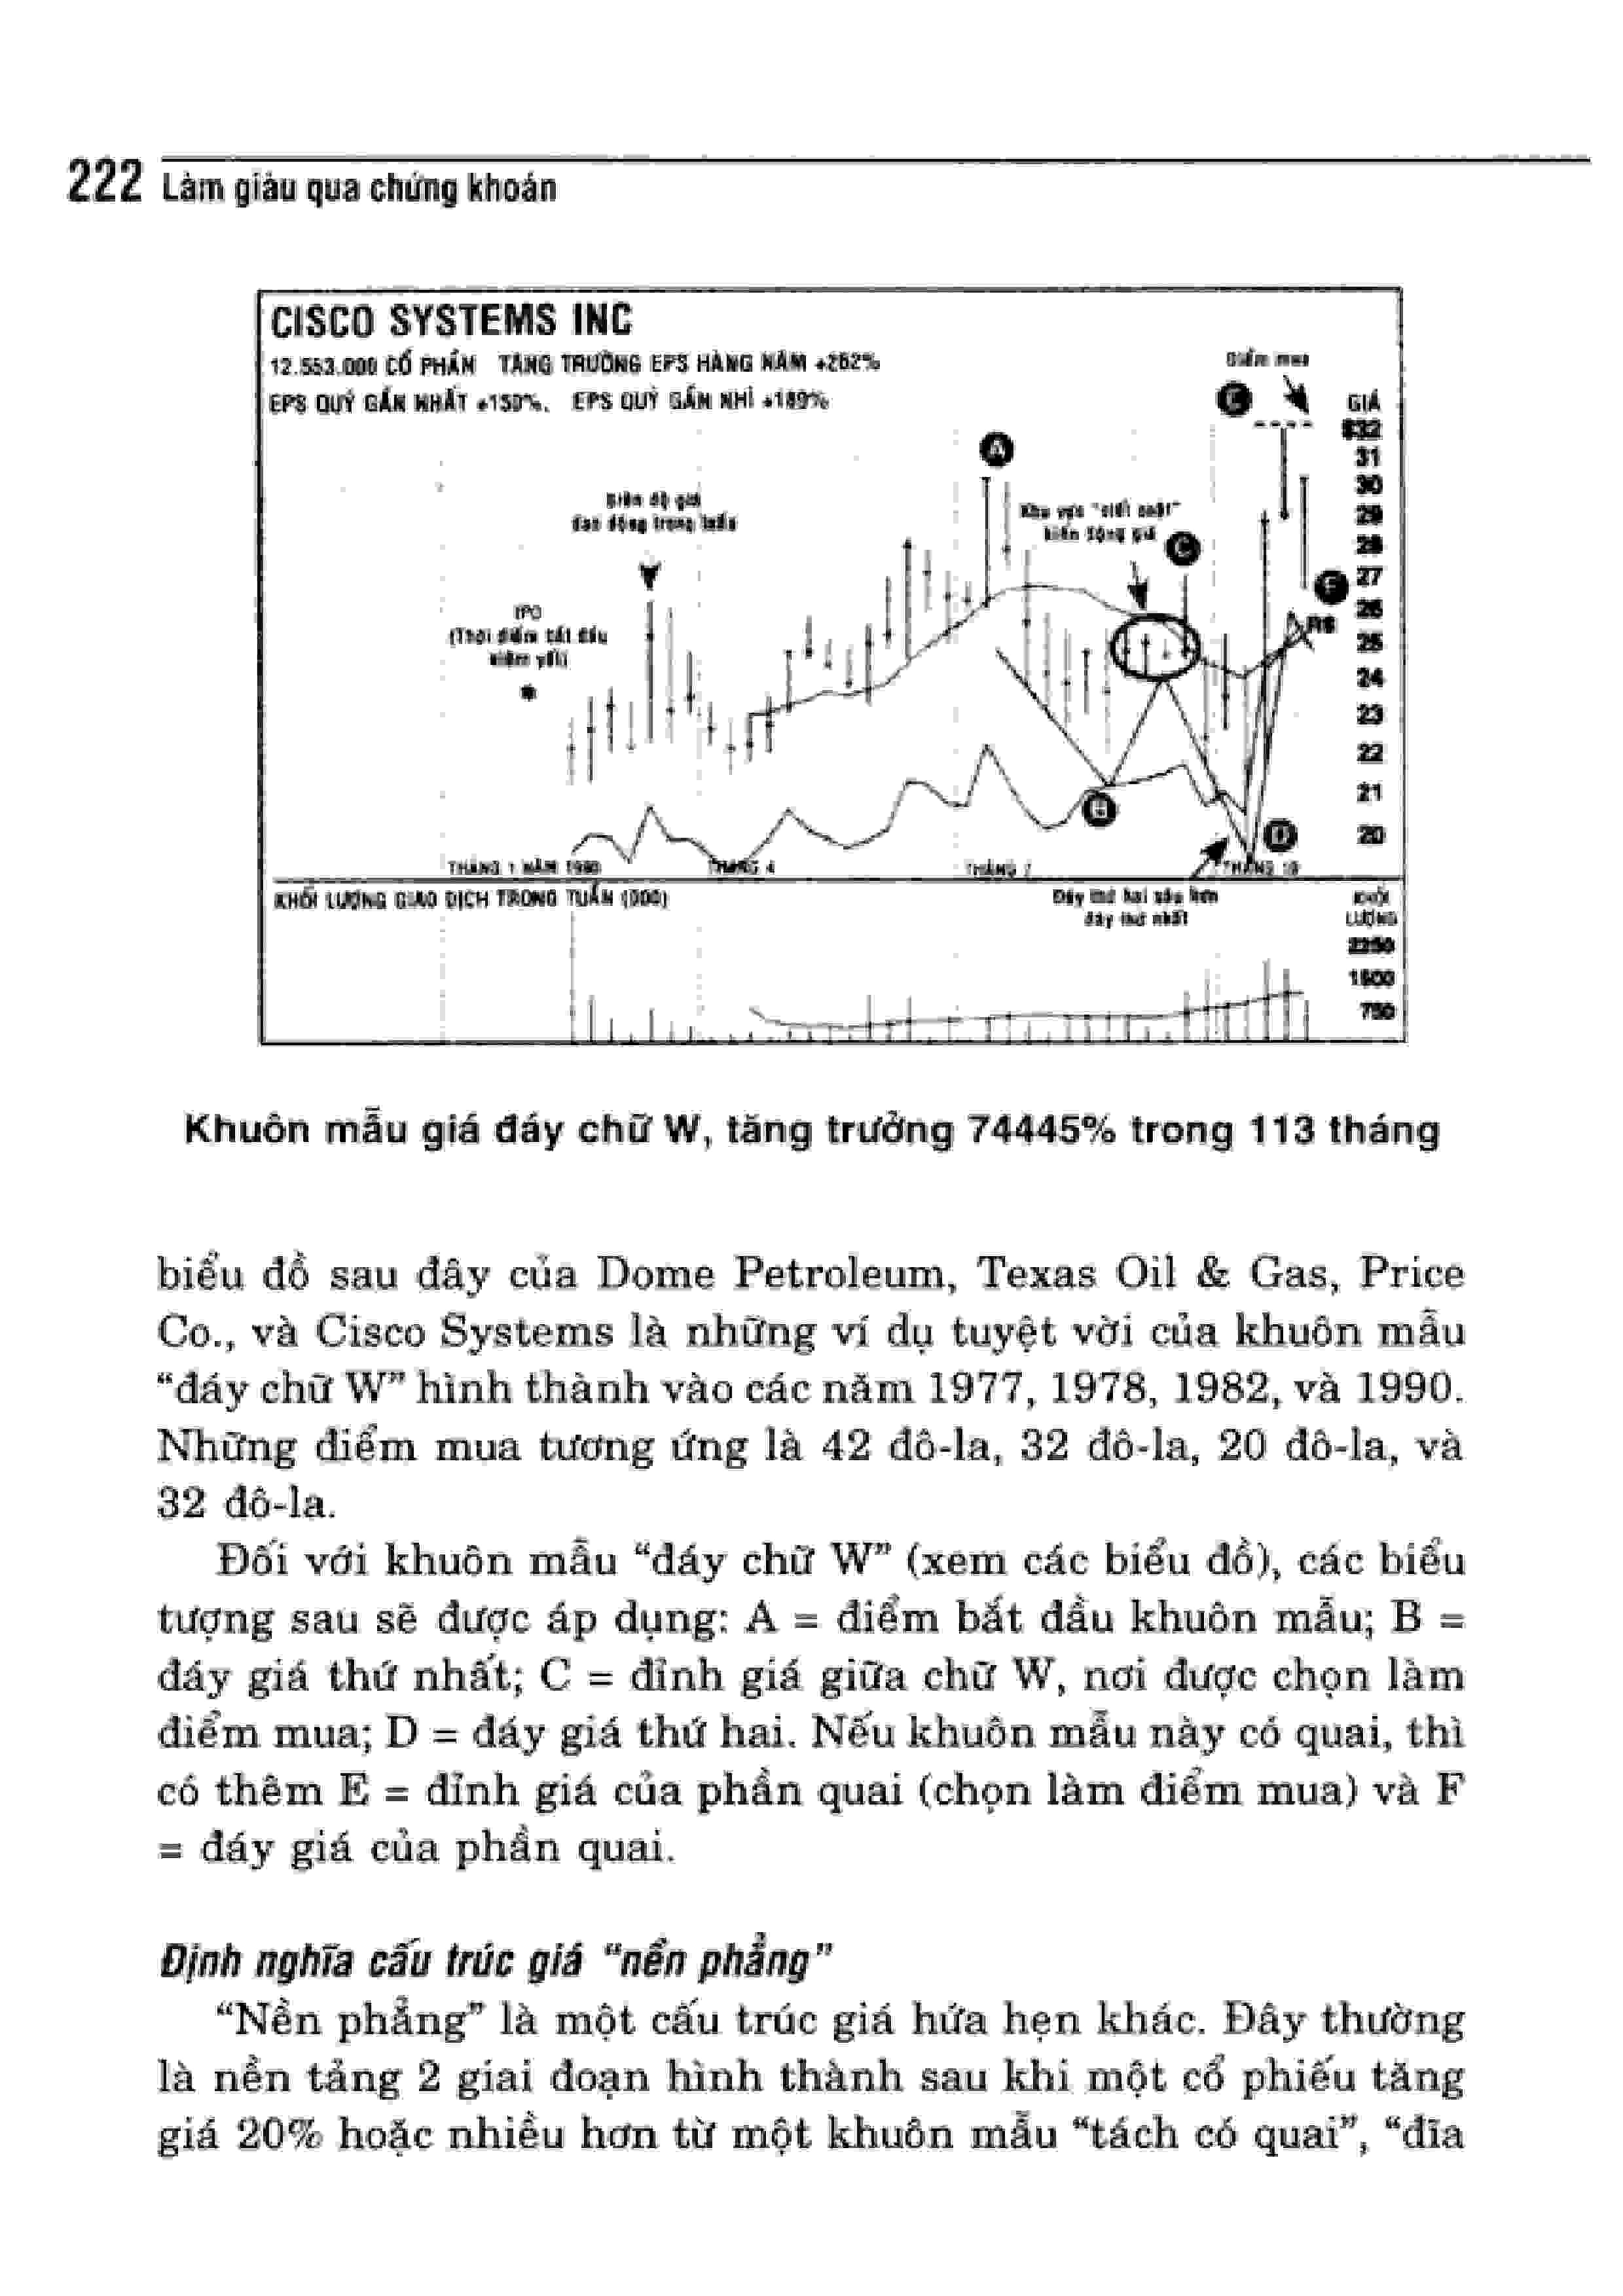 222 Làm giàu qua chứng khoán
CISCO SYSTEMS INC
12.553.000 CỔ PHẦN TĂNG TRƯỞNG EPS HÀNG NĂM +262%
EPS QUÝ GẦN NHẤT +150%, EPS QUÝ GẦN NHÌ +189%
Điểm mua
E
GIÁ
A
$32
31
30
29
28
27
26
25
24
23
22
21
20
Biên độ giá
dao động trong tuần
Khu vực "siết chặt"
biến động giá
C
IPO
(Thời điểm bắt đầu
niêm yết)
F
RS
B
D
THÁNG 1 NĂM 1990 THÁNG 4 THÁNG 7 THÁNG 10
KHỐI LƯỢNG GIAO DỊCH TRONG TUẦN (000)
Đáy thứ hai sâu hơn
đáy thứ nhất
KHỐI
LƯỢNG
2250
1500
750
Khuôn mẫu giá đáy chữ W, tăng trưởng 74445% trong 113 tháng
biểu đồ sau đây của Dome Petroleum, Texas Oil & Gas, Price
Co., và Cisco Systems là những ví dụ tuyệt vời của khuôn mẫu
“đáy chữ W” hình thành vào các năm 1977, 1978, 1982, và 1990.
Những điểm mua tương ứng là 42 đô-la, 32 đô-la, 20 đô-la, và
32 đô-la.
Đối với khuôn mẫu “đáy chữ W” (xem các biểu đồ), các biểu
tượng sau sẽ được áp dụng: A = điểm bắt đầu khuôn mẫu; B =
đáy giá thứ nhất; C = đỉnh giá giữa chữ W, nơi được chọn làm
điểm mua; D = đáy giá thứ hai. Nếu khuôn mẫu này có quai, thì
có thêm E = đỉnh giá của phần quai (chọn làm điểm mua) và F
= đáy giá của phần quai.
Định nghĩa cấu trúc giá “nền phẳng”
“Nền phẳng” là một cấu trúc giá hứa hẹn khác. Đây thường
là nền tảng 2 giai đoạn hình thành sau khi một cổ phiếu tăng
giá 20% hoặc nhiều hơn từ một khuôn mẫu “tách có quai”, “đĩa